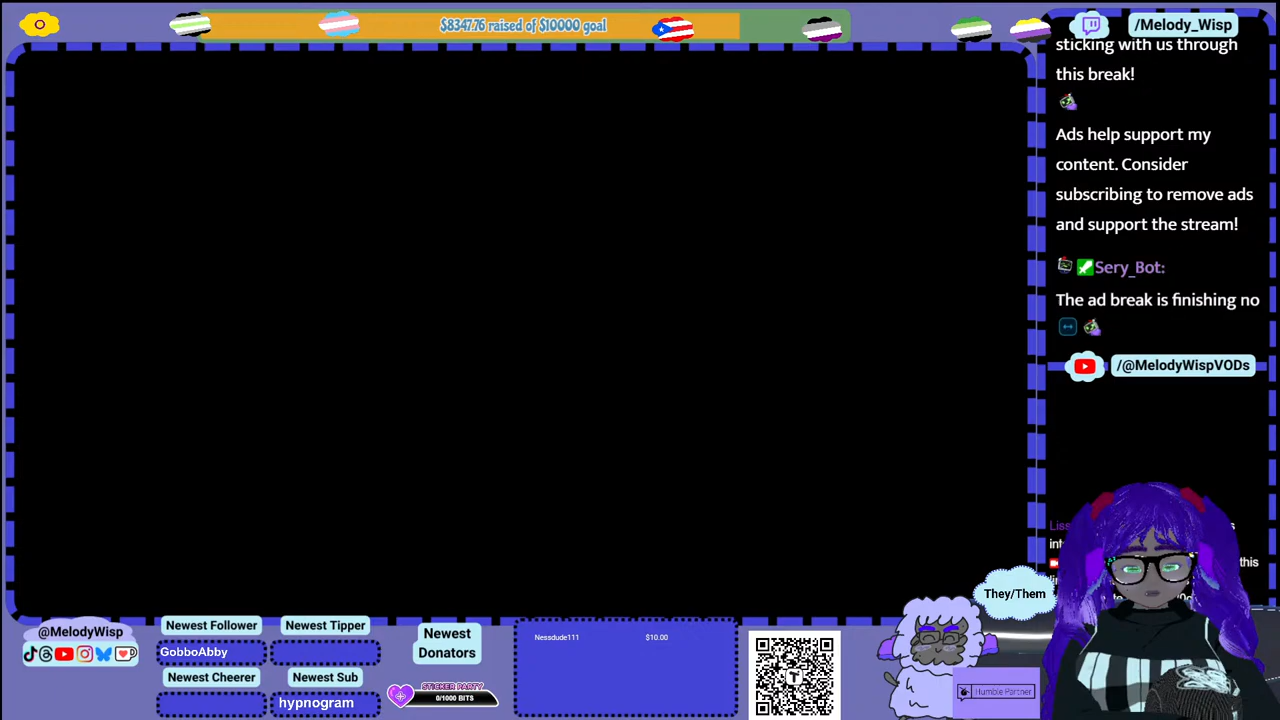 $8347.76 raised of $10000 goal
/Melody_Wisp
sticking with us through
this break!
Ads help support my
content. Consider
subscribing to remove ads
and support the stream!
Sery_Bot:
The ad break is finishing no
/@MelodyWispVODs
They/Them
@MelodyWisp
Newest Follower
GobboAbby
Newest Tipper
Newest Cheerer
Newest Sub
hypnogram
Newest
Donators
STICKER PARTY
0/1000 BITS
Nessdude111 $10.00
T
Humble Partner